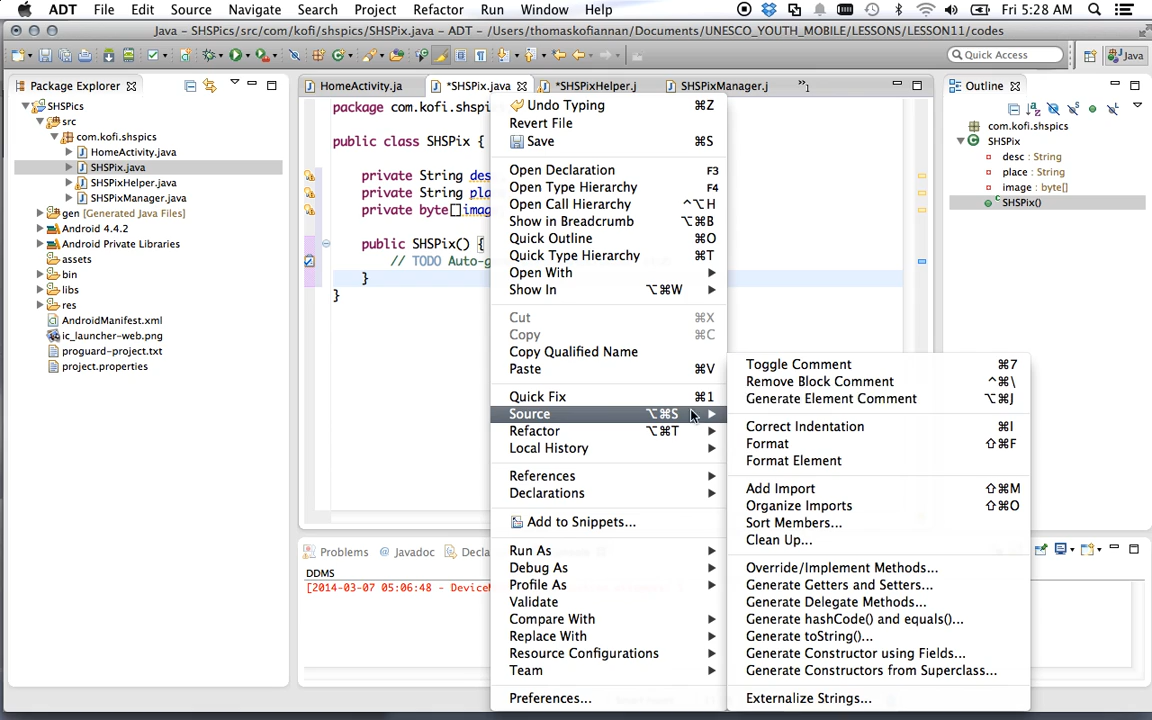 ADT File Edit Source Navigate Search Project Refactor Run Window Help Fri 5:28 AM
Java – SHSPics/src/com/kofi/shspics/SHSPix.java – ADT – /Users/thomaskofiannan/Documents/UNESCO_YOUTH_MOBILE/LESSONS/LESSON11/codes
Quick Access
Java
Package Explorer
SHSPics
src
com.kofi.shspics
HomeActivity.java
SHSPix.java
SHSPixHelper.java
SHSPixManager.java
gen [Generated Java Files]
Android 4.4.2
Android Private Libraries
assets
bin
libs
res
AndroidManifest.xml
ic_launcher-web.png
proguard-project.txt
project.properties
HomeActivity.ja *SHSPix.java *SHSPixHelper.j SHSPixManager.j »1
package com.kofi.shspi
public class SHSPix {
private String des
private String pla
private byte[]imag
public SHSPix() {
// TODO Auto-g
}
}
Undo Typing ⌘Z
Revert File
Save ⌘S
Open Declaration F3
Open Type Hierarchy F4
Open Call Hierarchy ^⌥H
Show in Breadcrumb ⌥⌘B
Quick Outline ⌘O
Quick Type Hierarchy ⌘T
Open With
Show In ⌥⌘W
Cut ⌘X
Copy ⌘C
Copy Qualified Name
Paste ⌘V
Quick Fix ⌘1
Source ⌥⌘S
Refactor ⌥⌘T
Local History
References
Declarations
Add to Snippets...
Run As
Debug As
Profile As
Validate
Compare With
Replace With
Resource Configurations
Team
Preferences...
Toggle Comment ⌘7
Remove Block Comment ^⌘\
Generate Element Comment ⌥⌘J
Correct Indentation ⌘I
Format ⇧⌘F
Format Element
Add Import ⇧⌘M
Organize Imports ⇧⌘O
Sort Members...
Clean Up...
Override/Implement Methods...
Generate Getters and Setters...
Generate Delegate Methods...
Generate hashCode() and equals()...
Generate toString()...
Generate Constructor using Fields...
Generate Constructors from Superclass...
Externalize Strings...
Outline
com.kofi.shspics
SHSPix
desc : String
place : String
image : byte[]
SHSPix()
Problems Javadoc Decla
DDMS
[2014-03-07 05:06:48 - Device